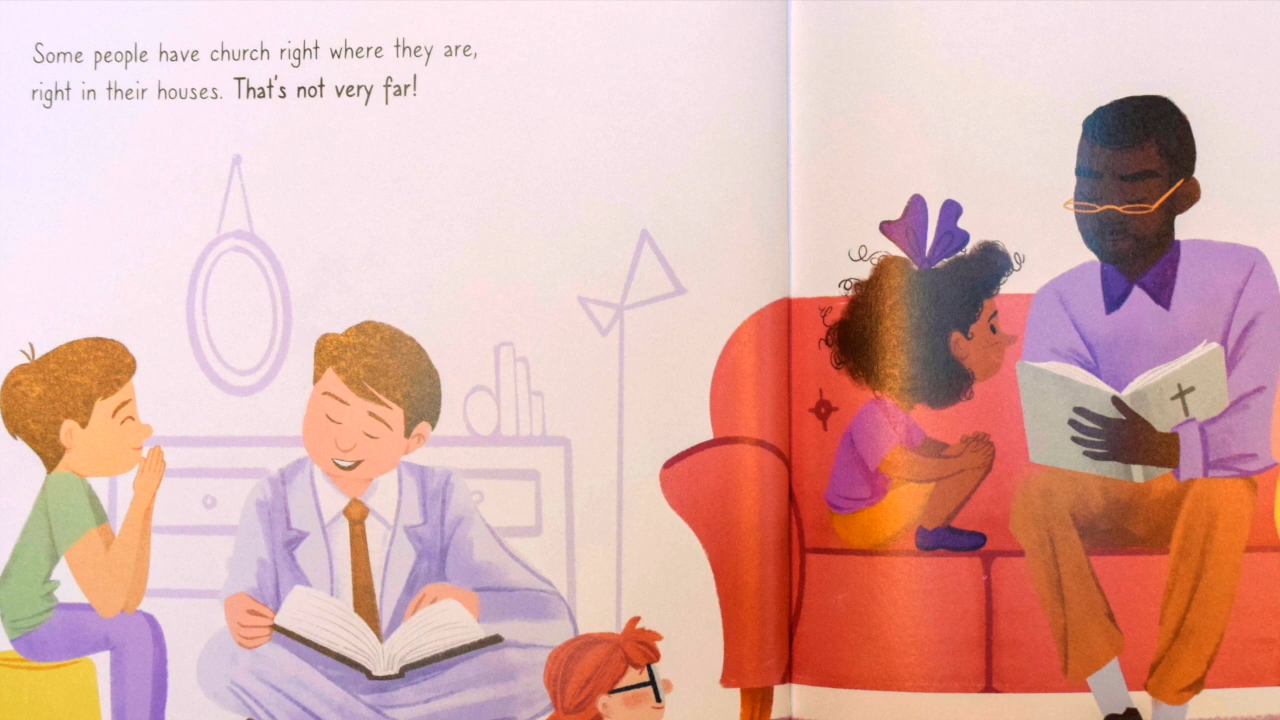 Some people have church right where they are,
right in their houses. That's not very far!